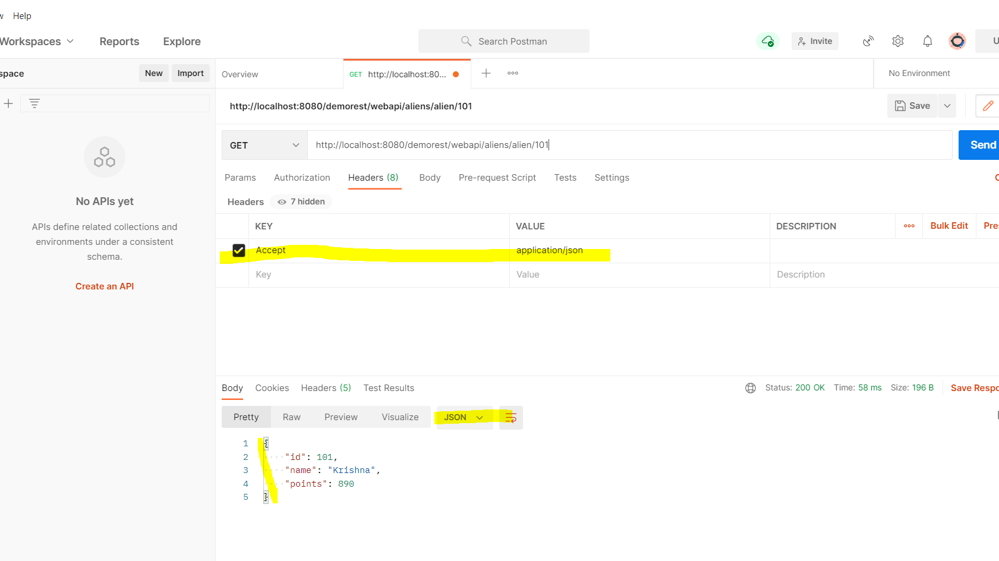 Help
Workspaces
Reports
Explore
Search Postman
Invite
space
New
Import
Overview
GET http://localhost:80...
No Environment
http://localhost:8080/demorest/webapi/aliens/alien/101
Save
GET
http://localhost:8080/demorest/webapi/aliens/alien/101
Send
Params
Authorization
Headers (8)
Body
Pre-request Script
Tests
Settings
Headers
7 hidden
KEY
VALUE
DESCRIPTION
Bulk Edit
Accept
application/json
Key
Value
Description
No APIs yet
APIs define related collections and
environments under a consistent
schema.
Create an API
Body
Cookies
Headers (5)
Test Results
Status: 200 OK
Time: 58 ms
Size: 196 B
Save Respo
Pretty
Raw
Preview
Visualize
JSON
1 {
2 "id": 101,
3 "name": "Krishna",
4 "points": 890
5 }